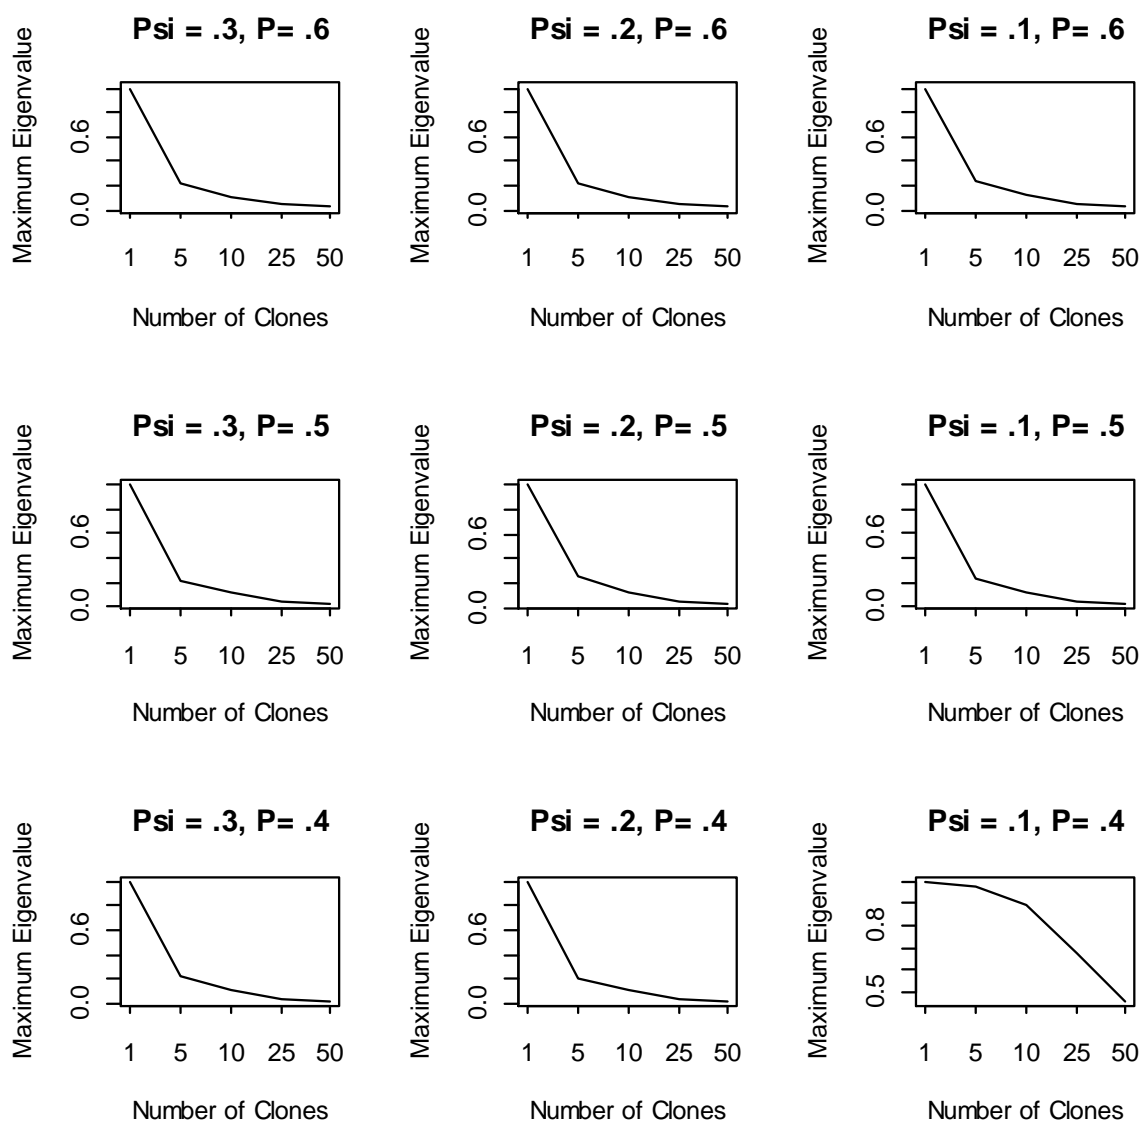 Psi = .3, P= .6
Maximum Eigenvalue
0.6
0.0
1 5 10 25 50
Number of Clones
Psi = .2, P= .6
Maximum Eigenvalue
0.6
0.0
1 5 10 25 50
Number of Clones
Psi = .1, P= .6
Maximum Eigenvalue
0.6
0.0
1 5 10 25 50
Number of Clones
Psi = .3, P= .5
Maximum Eigenvalue
0.6
0.0
1 5 10 25 50
Number of Clones
Psi = .2, P= .5
Maximum Eigenvalue
0.6
0.0
1 5 10 25 50
Number of Clones
Psi = .1, P= .5
Maximum Eigenvalue
0.6
0.0
1 5 10 25 50
Number of Clones
Psi = .3, P= .4
Maximum Eigenvalue
0.6
0.0
1 5 10 25 50
Number of Clones
Psi = .2, P= .4
Maximum Eigenvalue
0.6
0.0
1 5 10 25 50
Number of Clones
Psi = .1, P= .4
Maximum Eigenvalue
0.8
0.5
1 5 10 25 50
Number of Clones